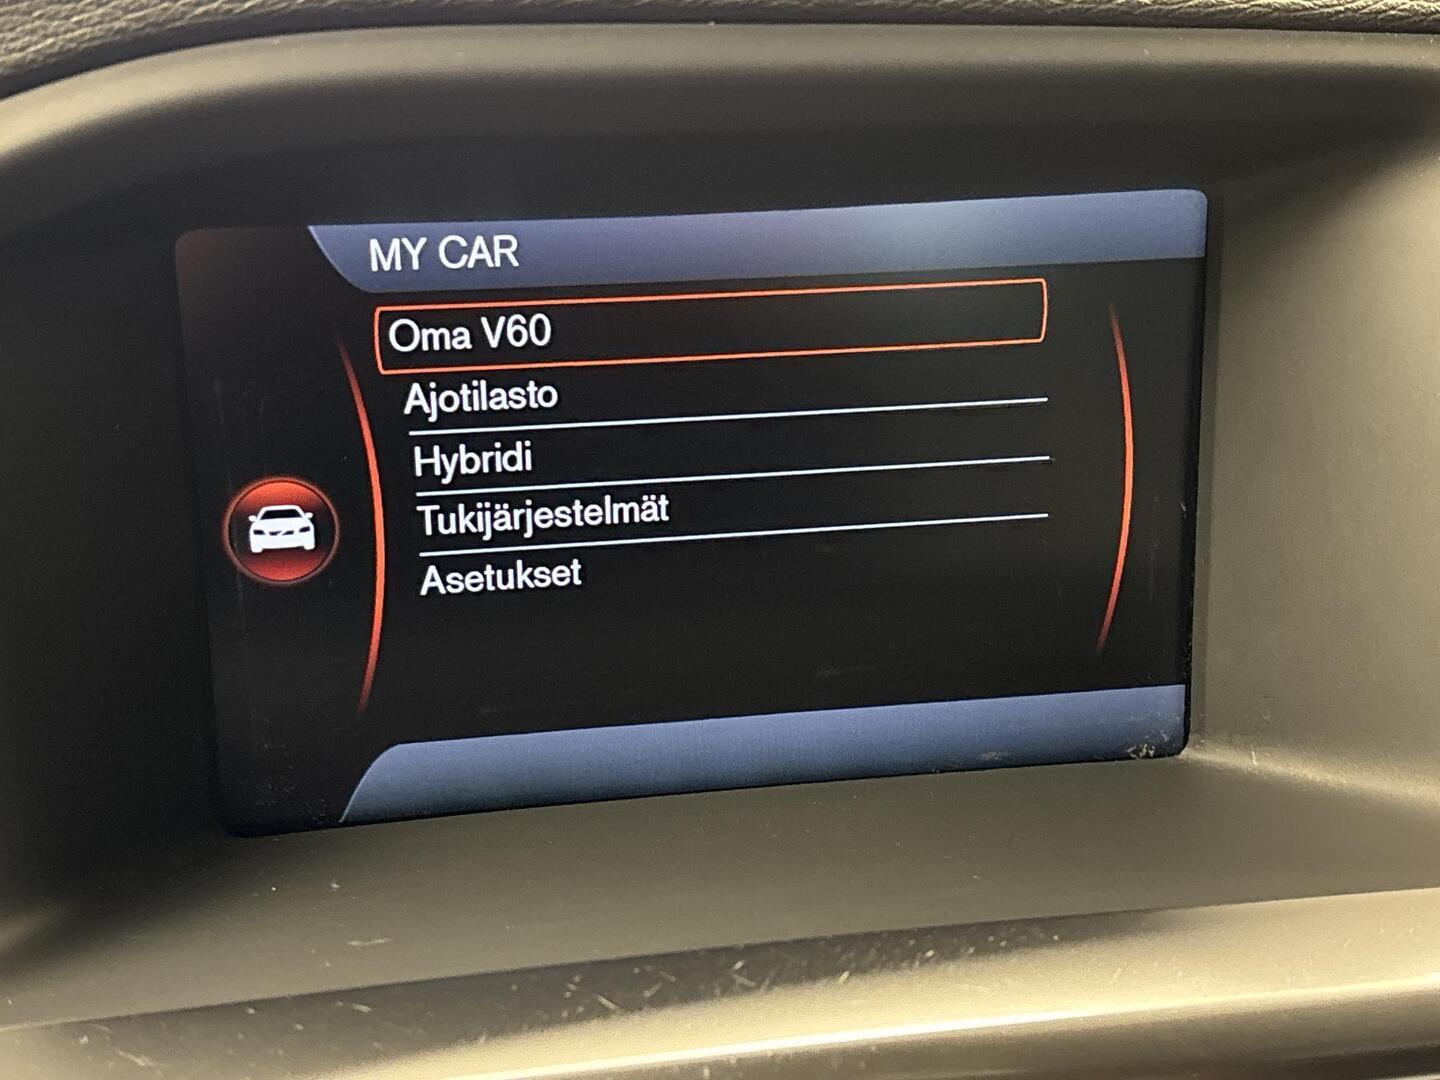 MY CAR
Oma V60
Ajotilasto
Hybridi
Tukijärjestelmät
Asetukset